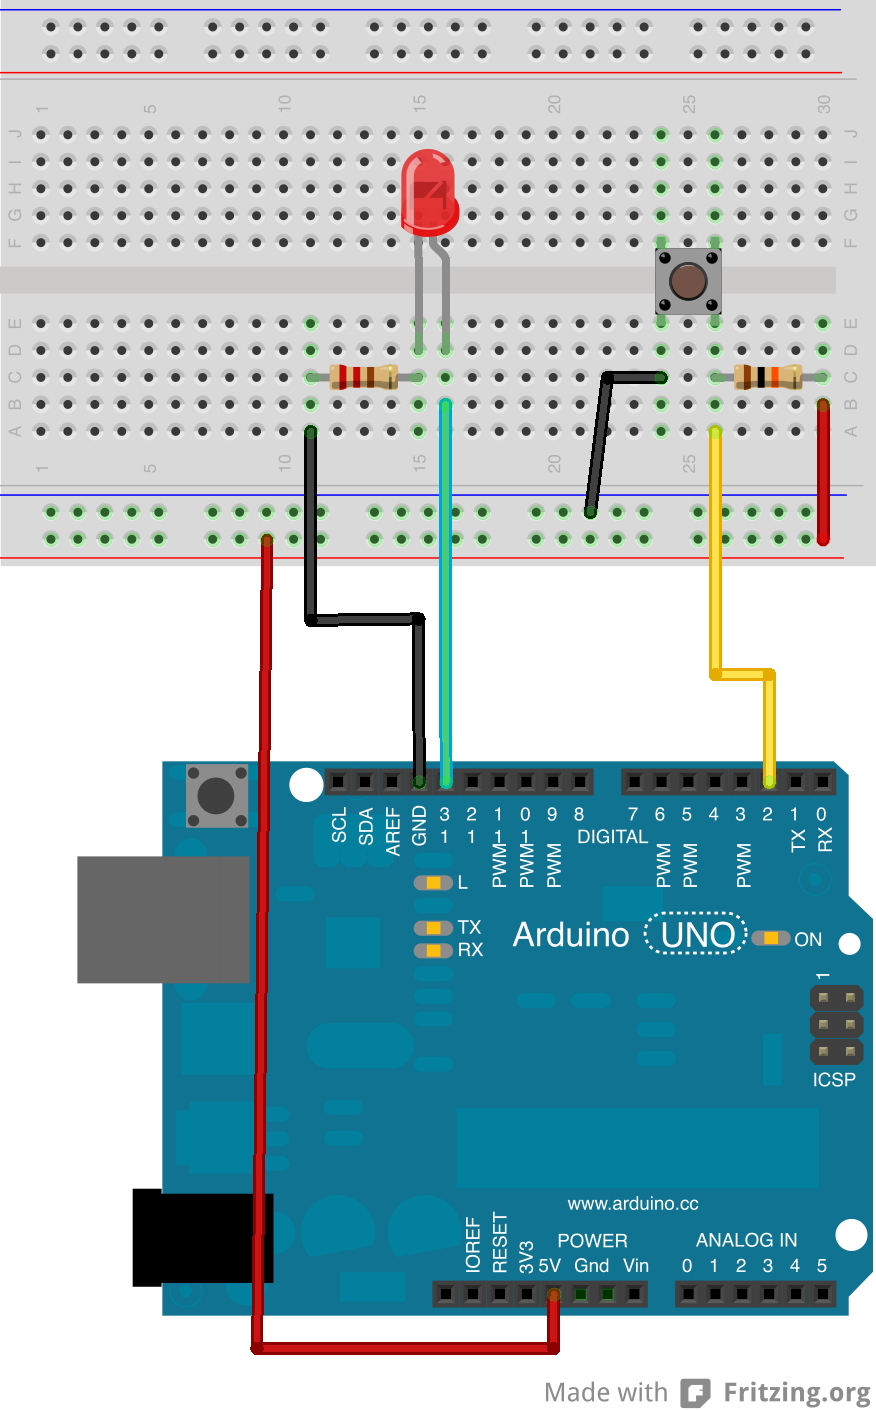 1 5 10 15 20 25 30
J J
I I
H H
G G
F F
E E
D D
C C
B B
A A
1 5 10 15 20 25
SCL SDA AREF GND 13 12 PWM 11 PWM 10 PWM 9 8 7 PWM 6 PWM 5 4 PWM 3 2 TX 1 RX 0
DIGITAL
L
TX
RX
Arduino UNO
ON
1
ICSP
www.arduino.cc
POWER
ANALOG IN
IOREF RESET 3V3 5V Gnd Vin
0 1 2 3 4 5
Made with Fritzing.org